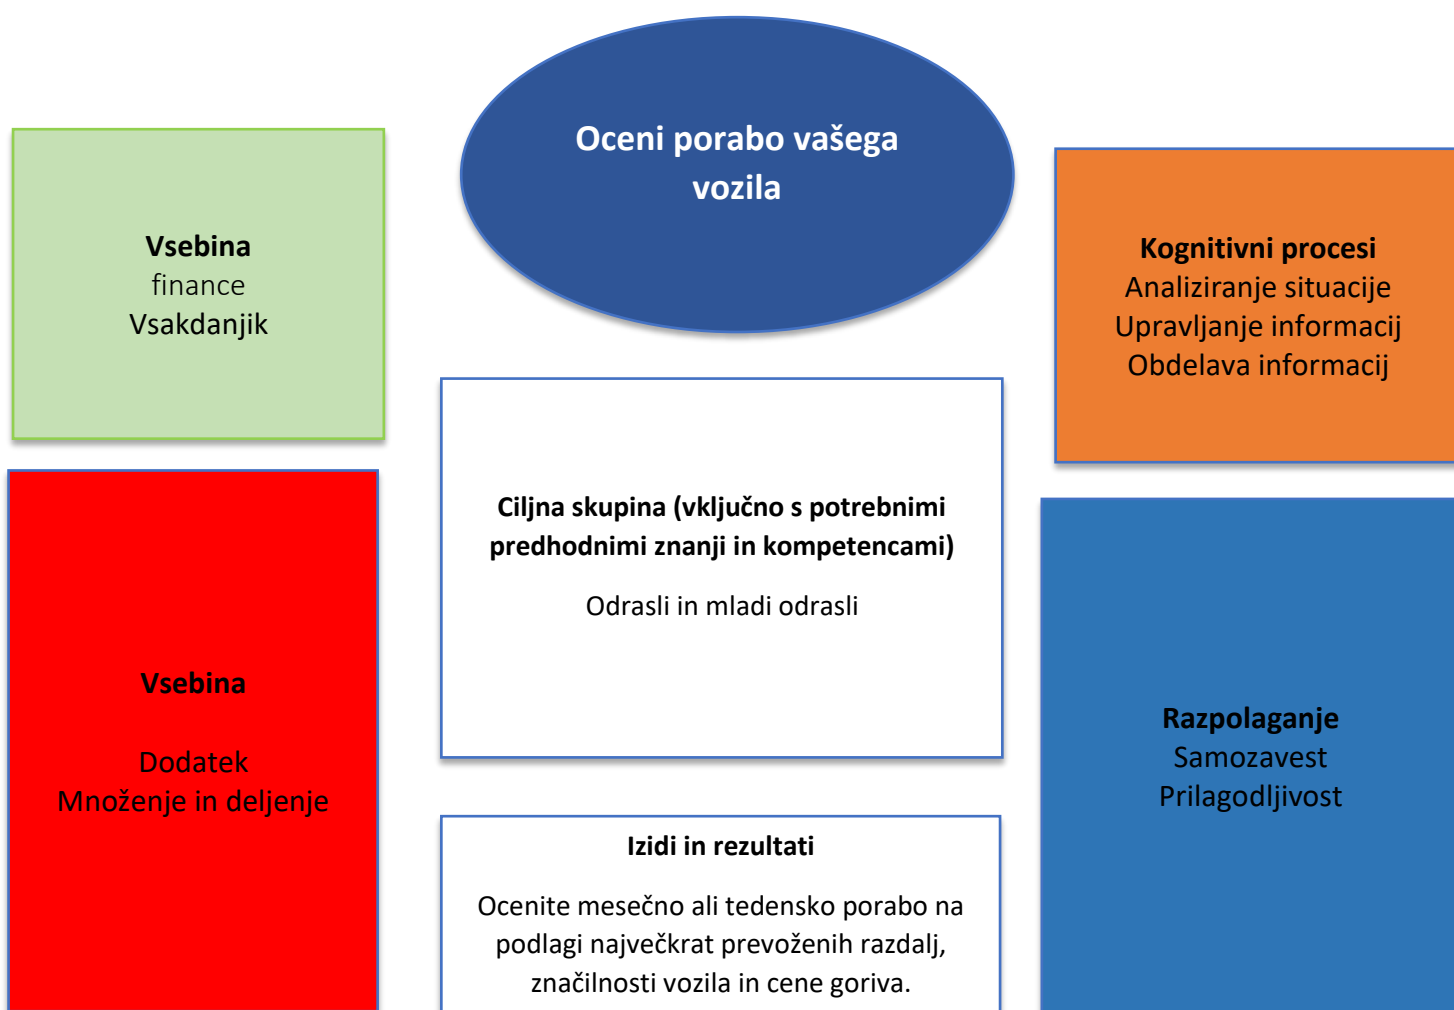 Oceni porabo vašega
vozila
Vsebina
finance
Vsakdanjik
Kognitivni procesi
Analiziranje situacije
Upravljanje informacij
Obdelava informacij
Ciljna skupina (vključno s potrebnimi
predhodnimi znanji in kompetencami)
Odrasli in mladi odrasli
Vsebina
Dodatek
Množenje in deljenje
Razpolaganje
Samozavest
Prilagodljivost
Izidi in rezultati
Ocenite mesečno ali tedensko porabo na
podlagi največkrat prevoženih razdalj,
značilnosti vozila in cene goriva.